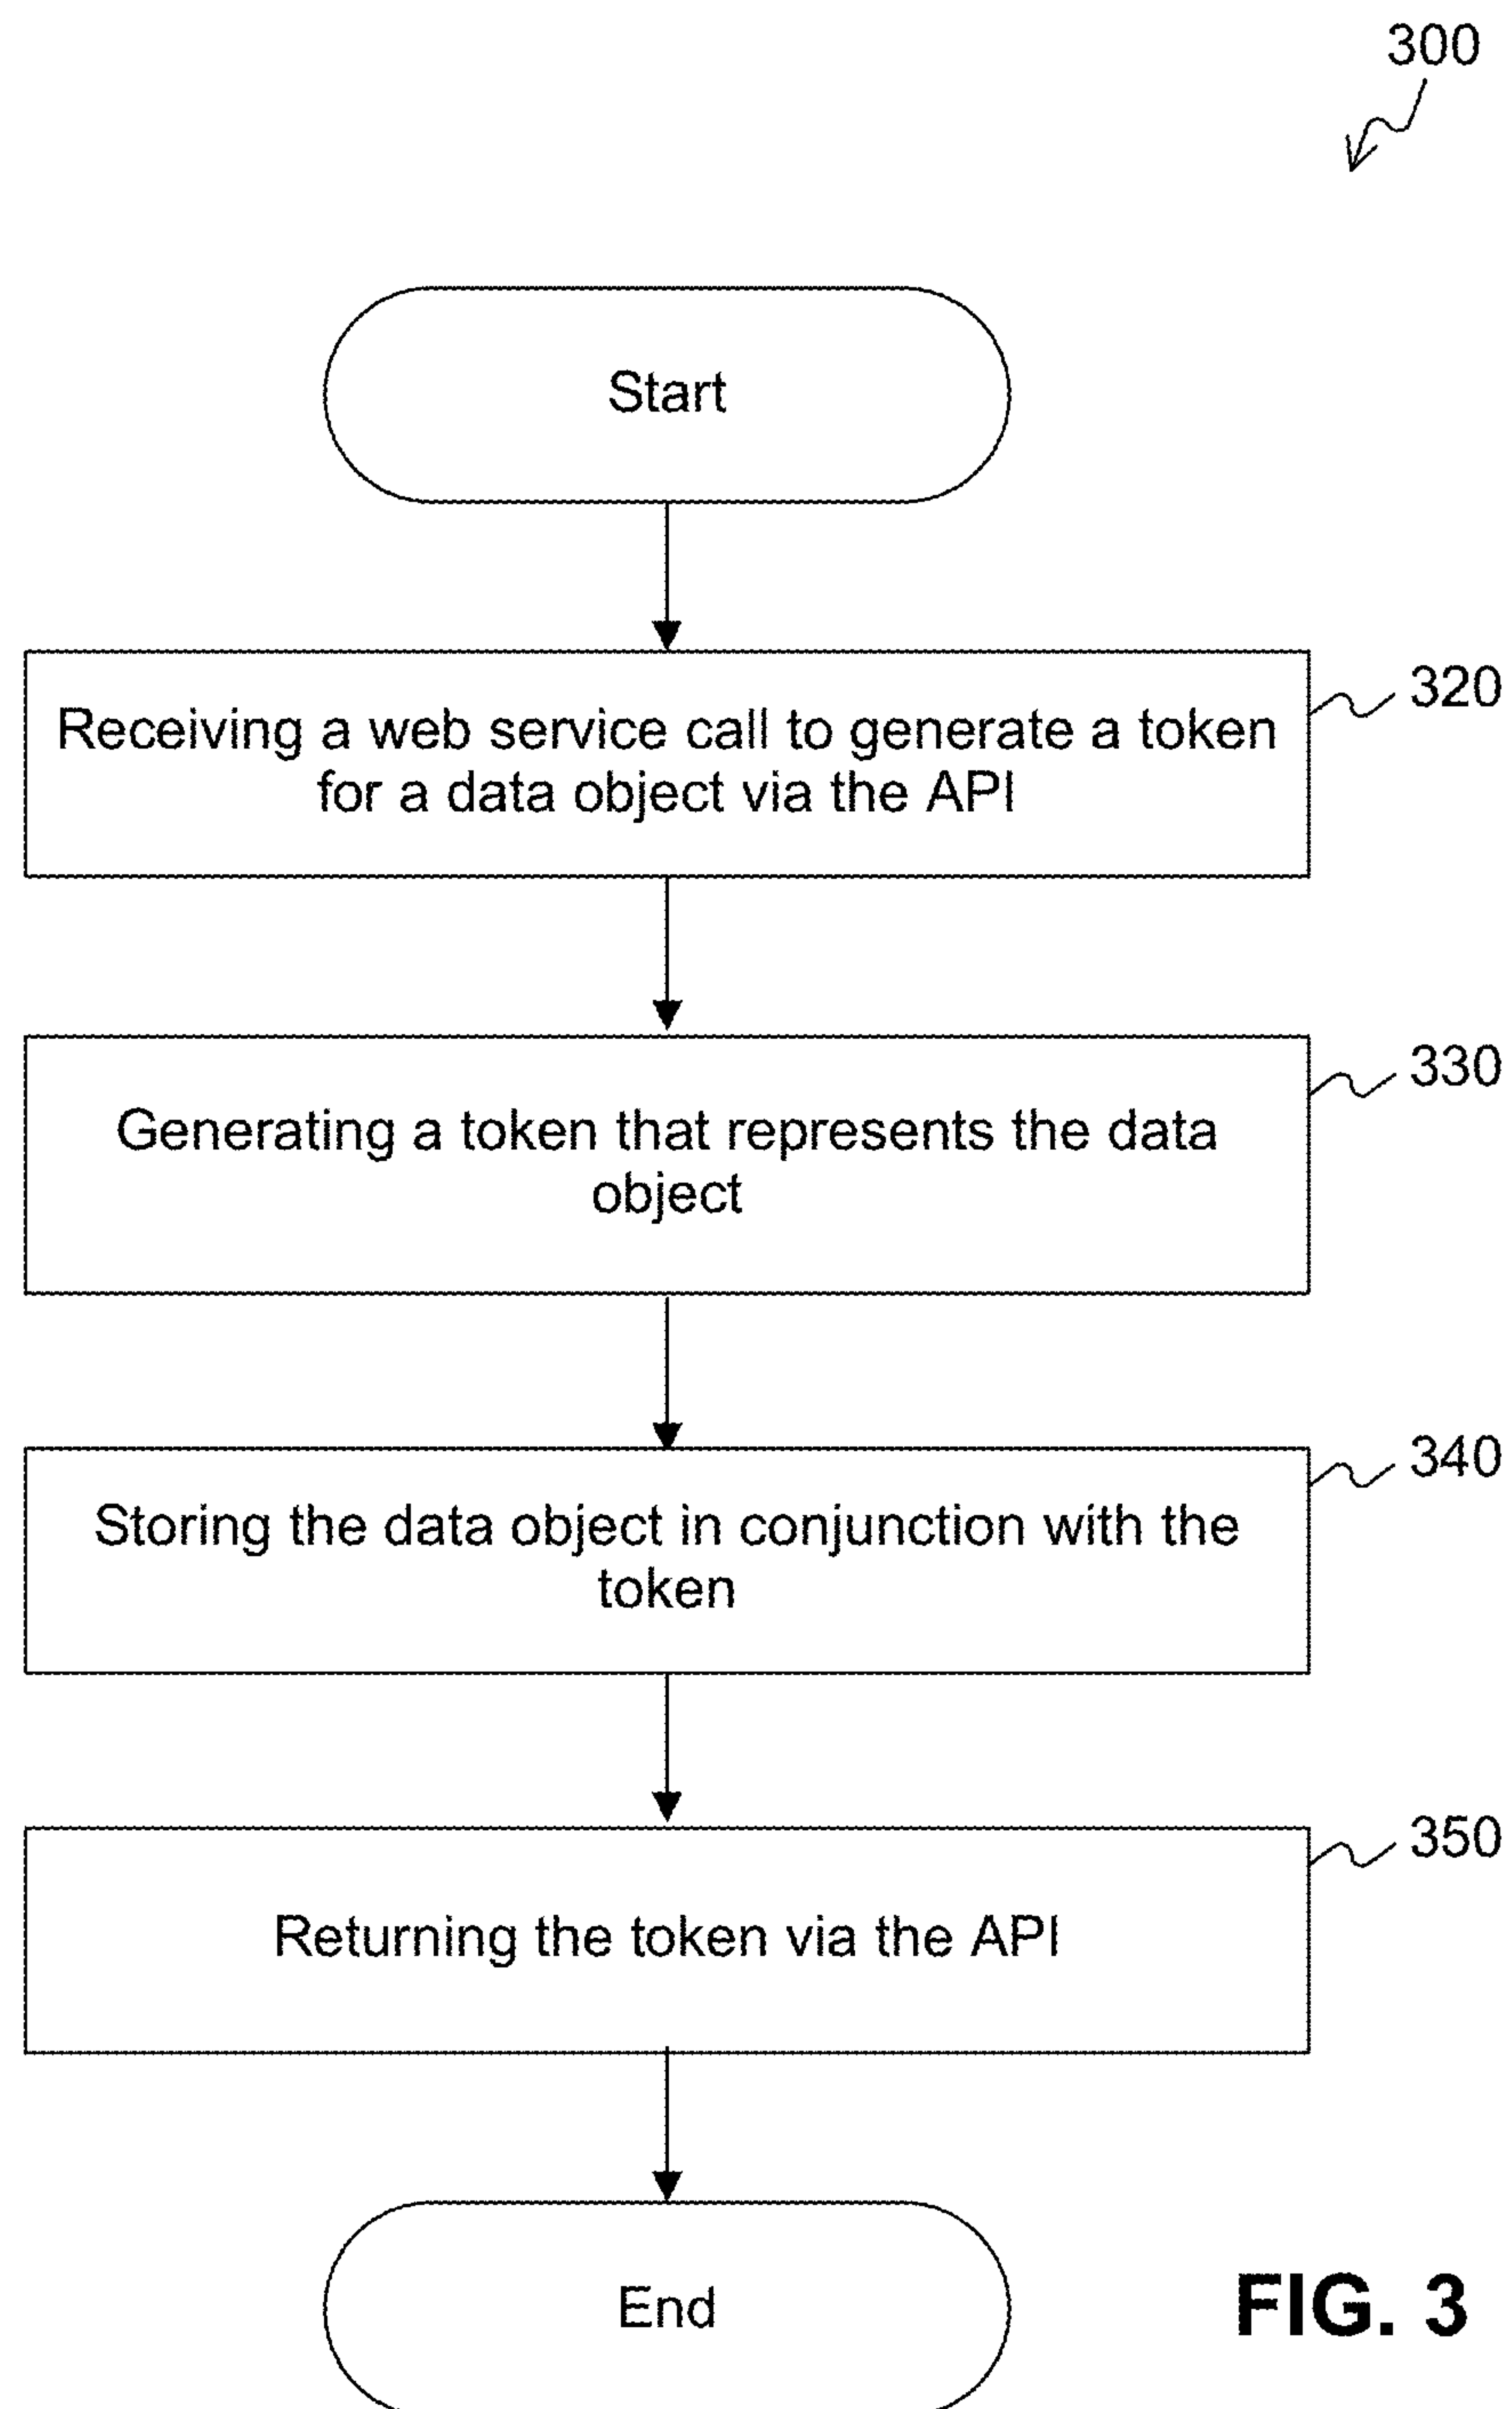 300
Start
Receiving a web service call to generate a token
for a data object via the API
320
Generating a token that represents the data
object
330
Storing the data object in conjunction with the
token
340
Returning the token via the API
350
End
FIG. 3